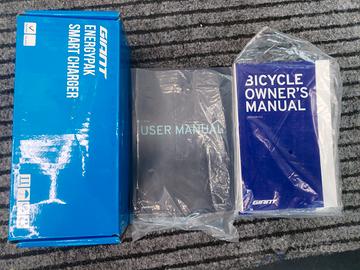 GIANT
ENERGYPAK
SMART CHARGER
USER MANUAL
BICYCLE
OWNER'S
MANUAL
GIANT